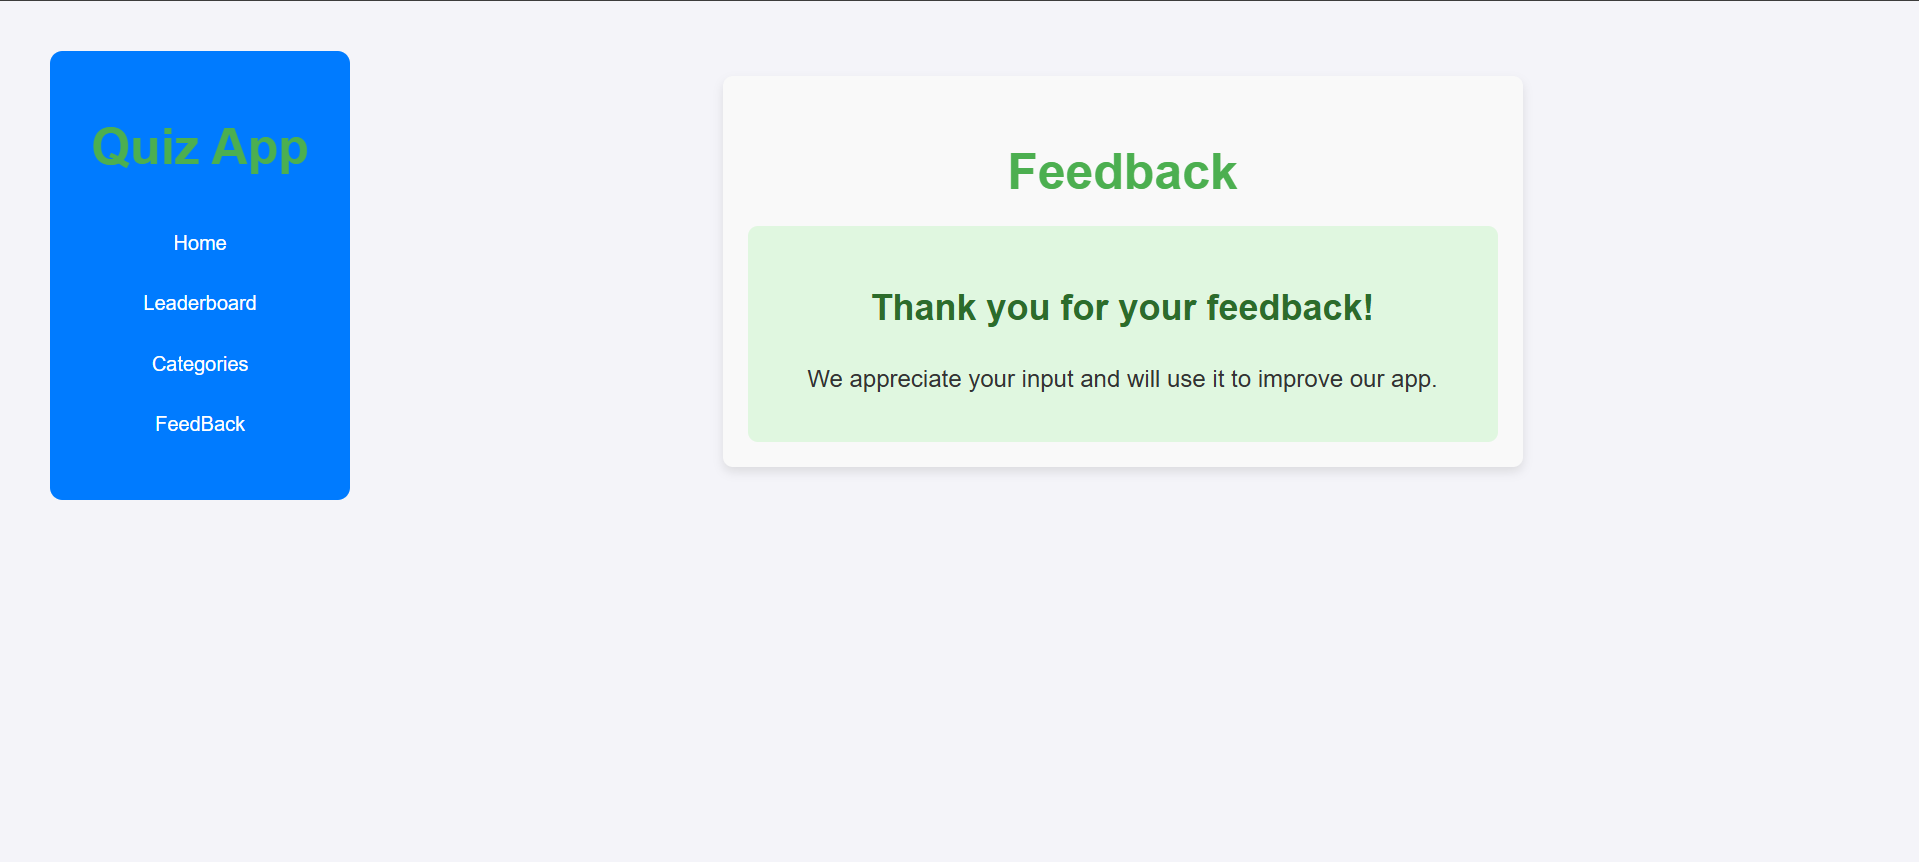 Quiz App
Home
Leaderboard
Categories
FeedBack
Feedback
Thank you for your feedback!
We appreciate your input and will use it to improve our app.